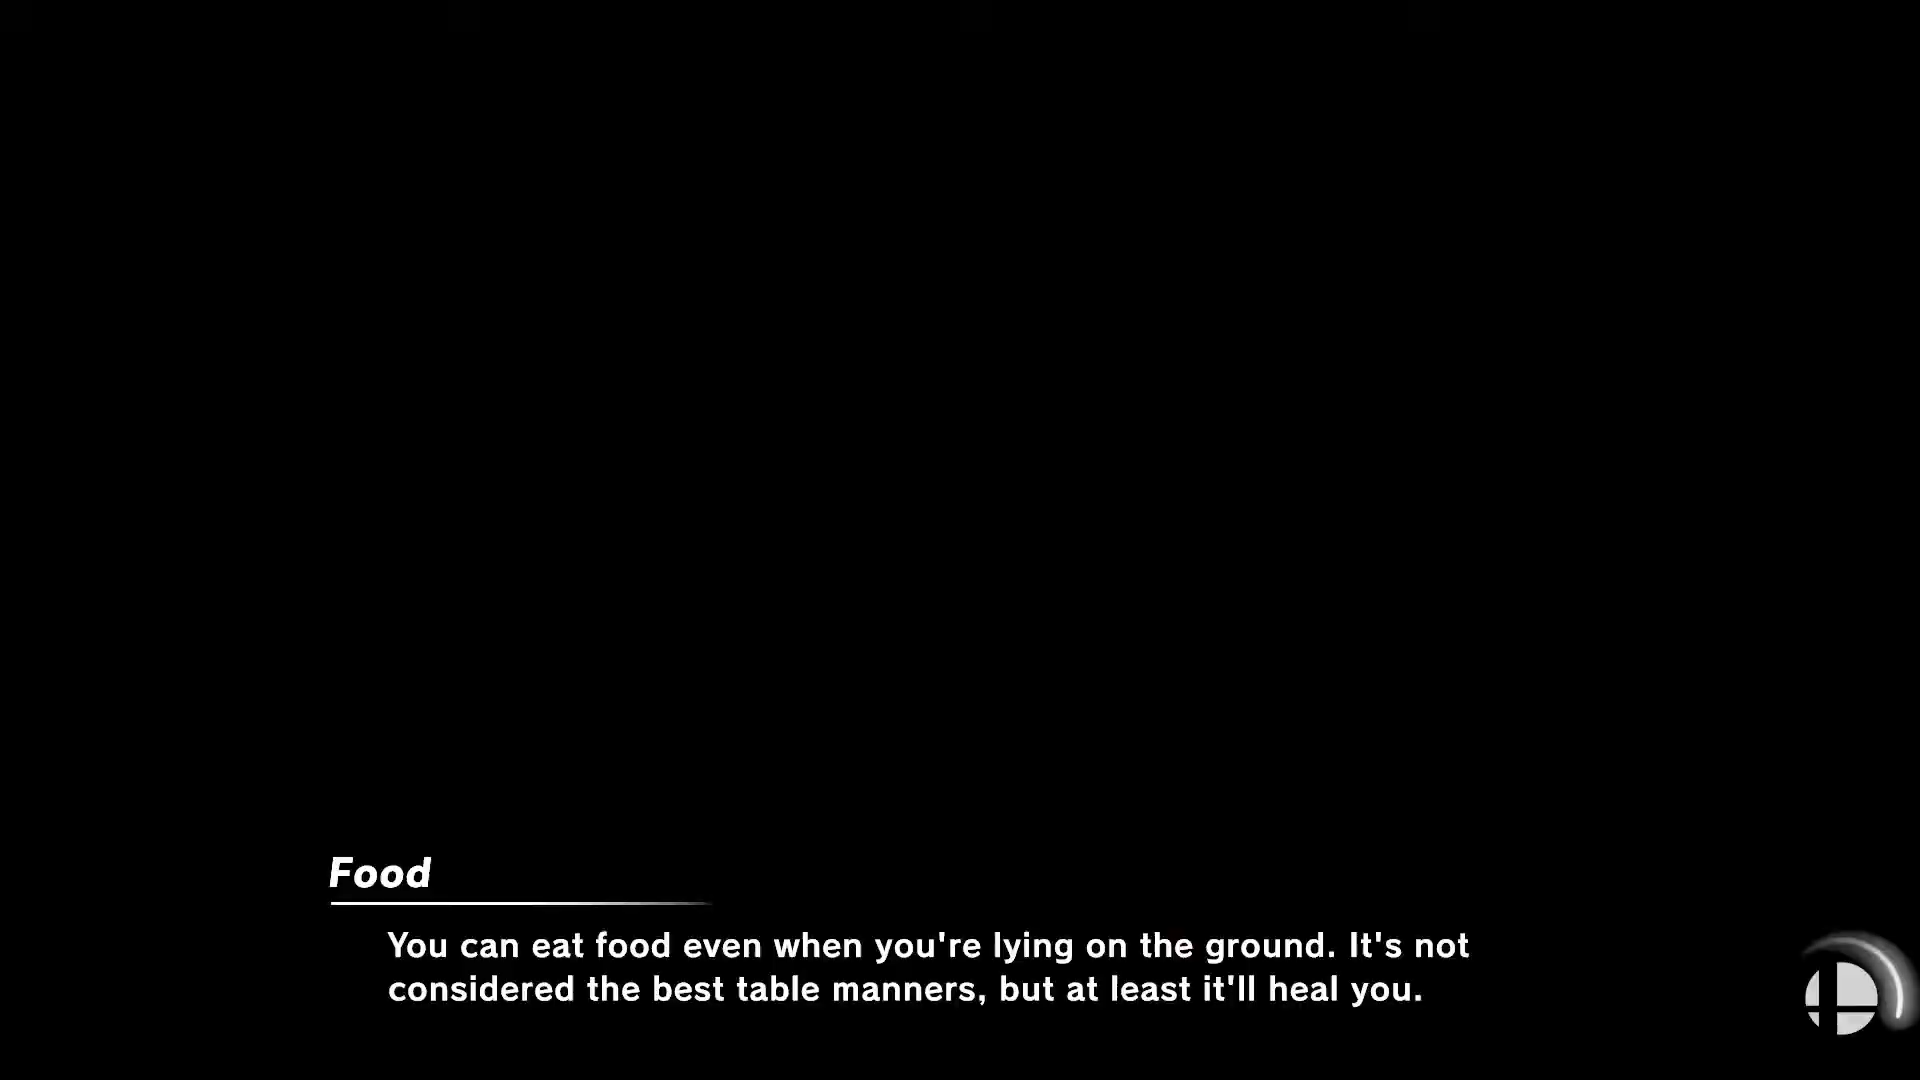 Food
You can eat food even when you're lying on the ground. It's not
considered the best table manners, but at least it'll heal you.